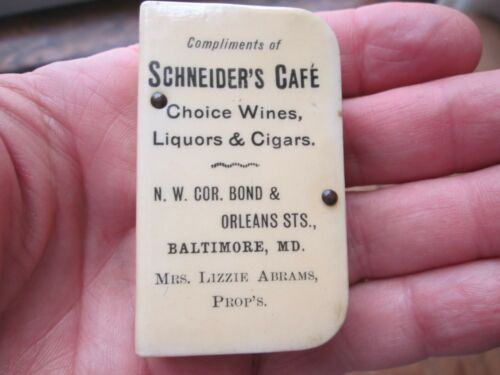 Compliments of
SCHNEIDER'S CAFÉ
Choice Wines,
Liquors & Cigars.
N. W. COR. BOND &
ORLEANS STS.,
BALTIMORE, MD.
MRS. LIZZIE ABRAMS,
PROP'S.